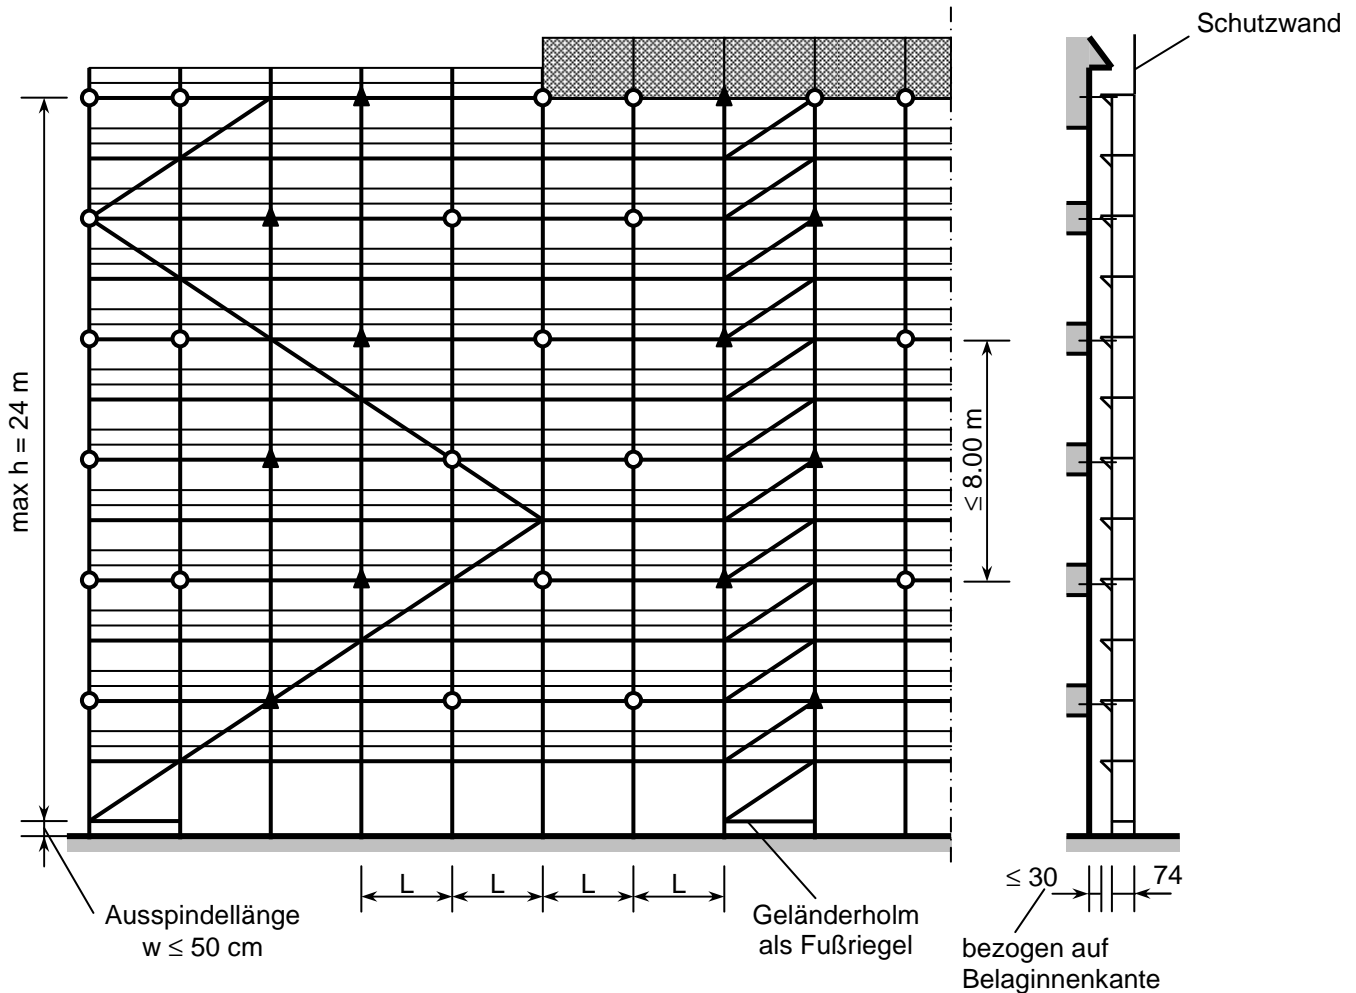 Schutzwand
max h = 24 m
≤ 8.00 m
L
L
L
L
≤ 30
74
Ausspindellänge
w ≤ 50 cm
Geländerholm
als Fußriegel
bezogen auf
Belaginnenkante